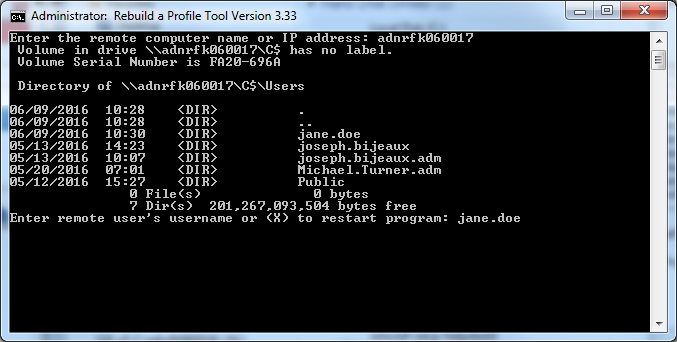 Administrator: Rebuild a Profile Tool Version 3.33
Enter the remote computer name or IP address: adnrfk060017
 Volume in drive \\adnrfk060017\C$ has no label.
 Volume Serial Number is FA20-696A
 Directory of \\adnrfk060017\C$\Users
06/09/2016  10:28    <DIR>          .
06/09/2016  10:28    <DIR>          ..
06/09/2016  10:30    <DIR>          jane.doe
05/13/2016  14:23    <DIR>          joseph.bijeaux
05/13/2016  10:07    <DIR>          joseph.bijeaux.adm
05/20/2016  07:01    <DIR>          Michael.Turner.adm
05/12/2016  15:27    <DIR>          Public
               0 File(s)              0 bytes
               7 Dir(s)  201,267,093,504 bytes free
Enter remote user's username or (X) to restart program: jane.doe